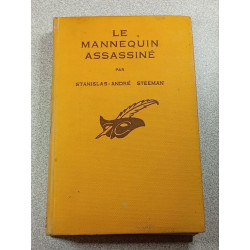 LE
MANNEQUIN
ASSASSINÉ
PAR
STANISLAS-ANDRÉ STEEMAN